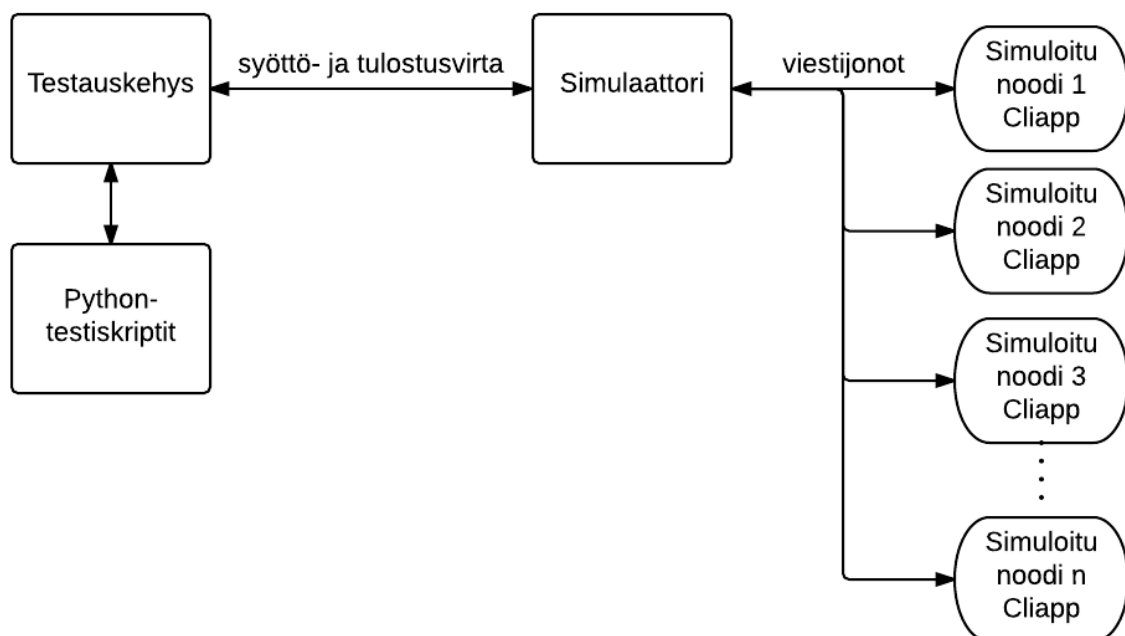 Testauskehys
syöttö- ja tulostusvirta
Simulaattori
viestijonot
Simuloitu
noodi 1
Cliapp
Simuloitu
noodi 2
Cliapp
Python-
testiskriptit
Simuloitu
noodi 3
Cliapp
Simuloitu
noodi n
Cliapp